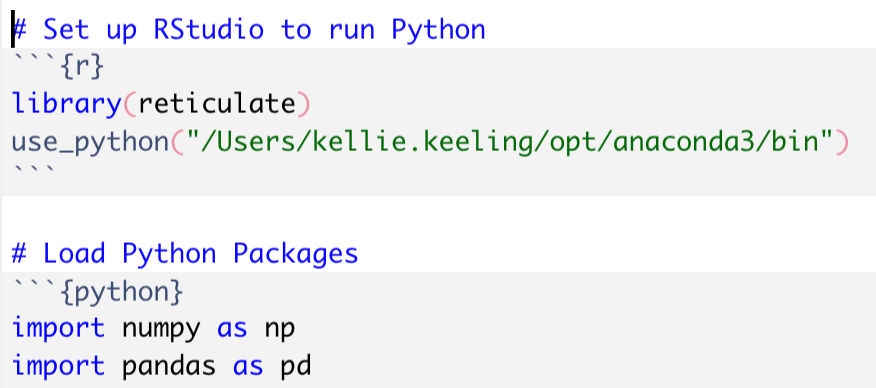 # Set up RStudio to run Python
```{r}
library(reticulate)
use_python("/Users/kellie.keeling/opt/anaconda3/bin")
```
# Load Python Packages
```{python}
import numpy as np
import pandas as pd